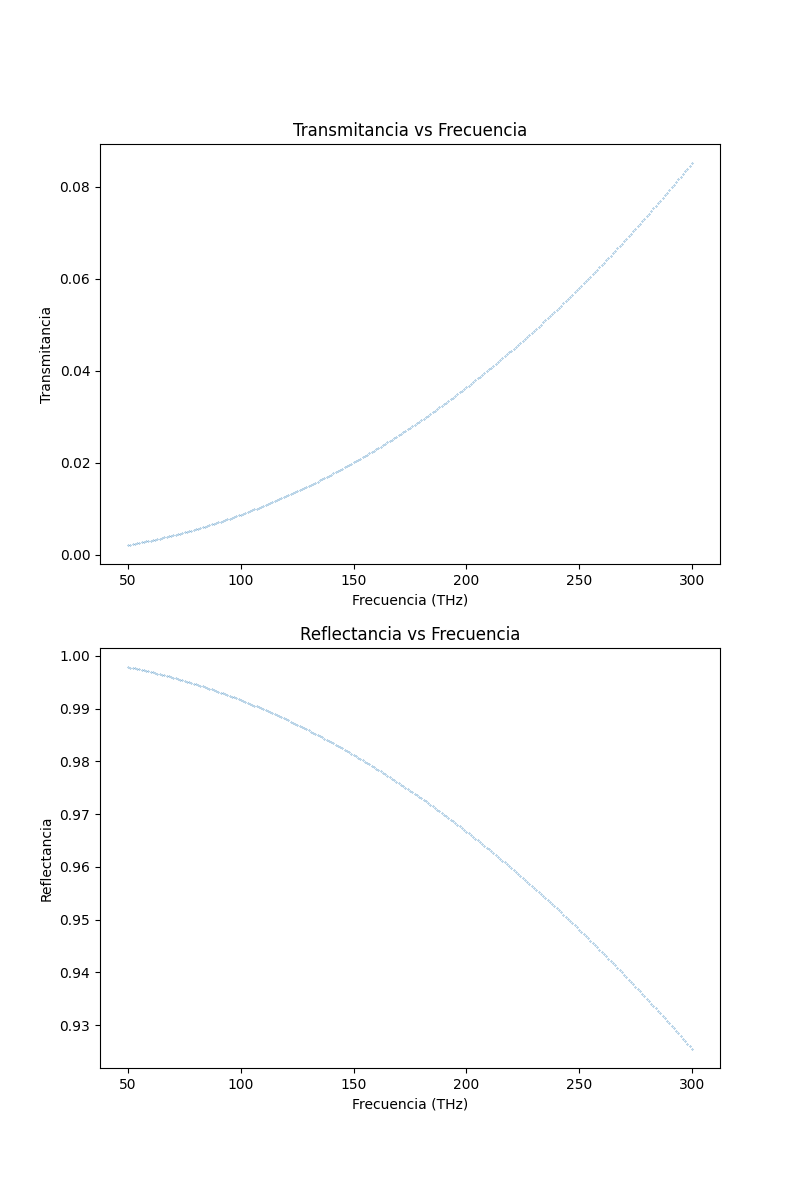 Transmitancia vs Frecuencia
0.08
0.06
0.04
0.02
0.00
Transmitancia
50 100 150 200 250 300
Frecuencia (THz)
Reflectancia vs Frecuencia
1.00
0.99
0.98
0.97
0.96
0.95
0.94
0.93
Reflectancia
50 100 150 200 250 300
Frecuencia (THz)